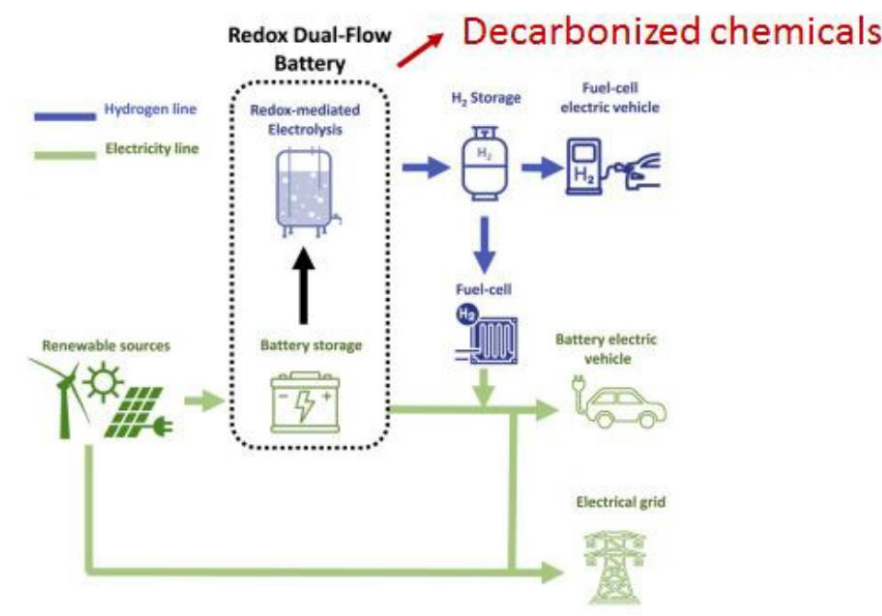 Redox Dual-Flow
Battery
Decarbonized chemicals
Hydrogen line
Electricity line
Redox-mediated
Electrolysis
H₂ Storage
H₂
Fuel-cell
electric vehicle
H₂
Fuel-cell
H₂
Renewable sources
Battery storage
- +
Battery electric
vehicle
Electrical grid